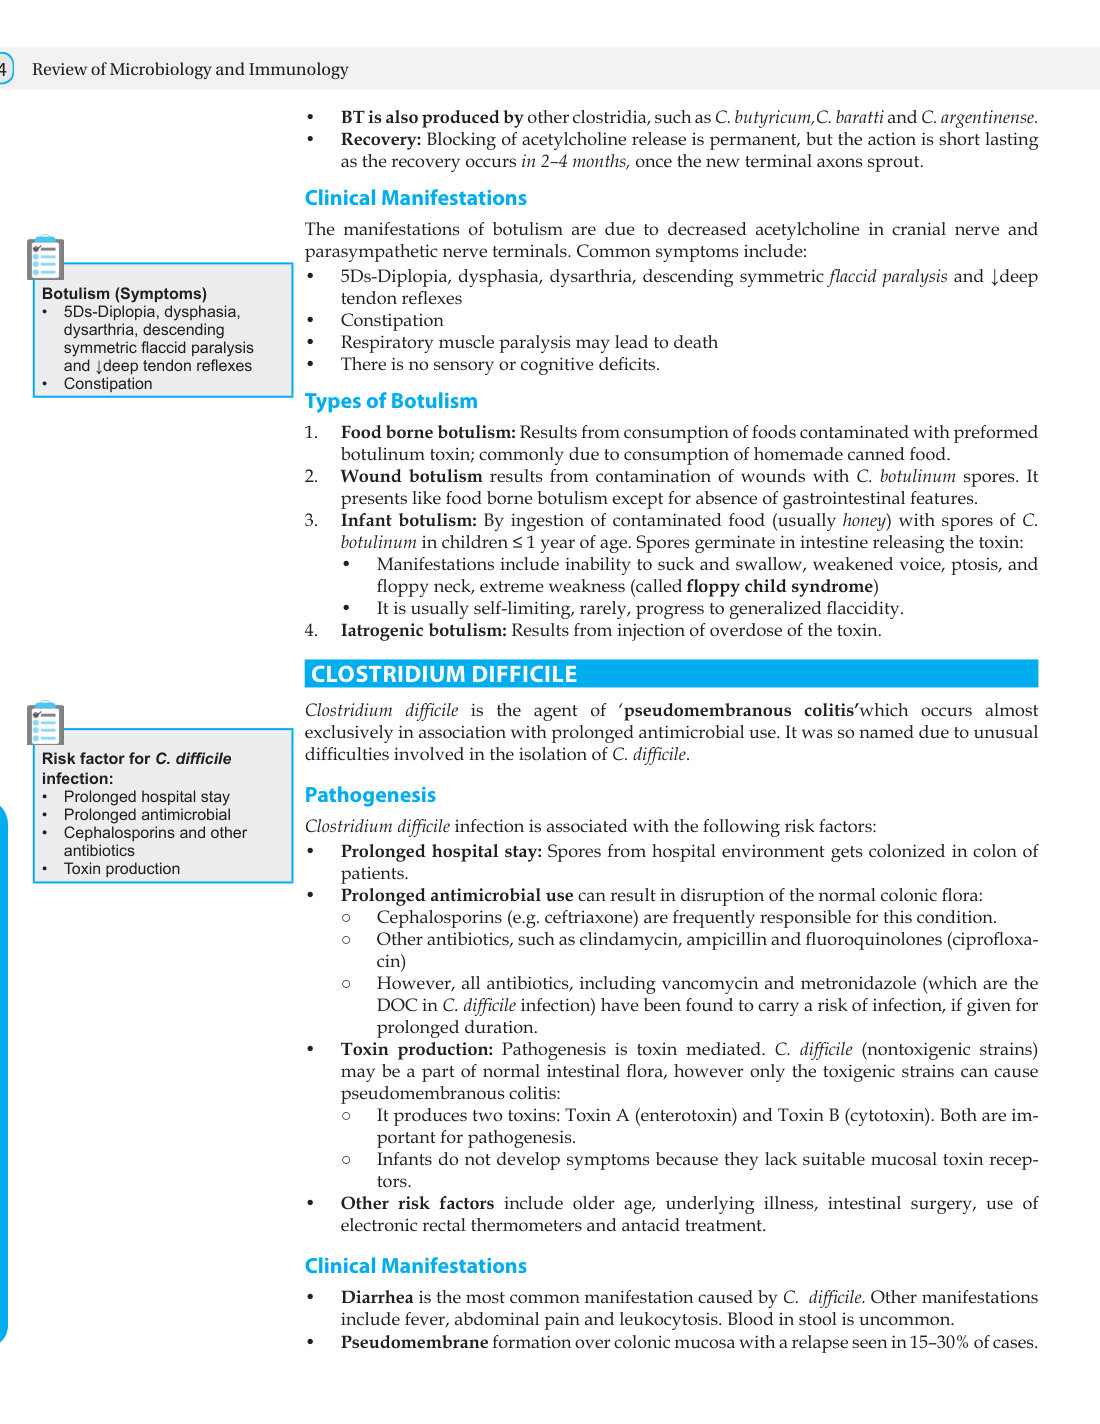 4 Review of Microbiology and Immunology
• BT is also produced by other clostridia, such as C. butyricum,C. baratti and C. argentinense.
• Recovery: Blocking of acetylcholine release is permanent, but the action is short lasting
as the recovery occurs in 2–4 months, once the new terminal axons sprout.
Clinical Manifestations
The manifestations of botulism are due to decreased acetylcholine in cranial nerve and
parasympathetic nerve terminals. Common symptoms include:
• 5Ds-Diplopia, dysphasia, dysarthria, descending symmetric flaccid paralysis and ↓deep
tendon reflexes
• Constipation
• Respiratory muscle paralysis may lead to death
• There is no sensory or cognitive deficits.
Botulism (Symptoms)
• 5Ds-Diplopia, dysphasia,
dysarthria, descending
symmetric flaccid paralysis
and ↓deep tendon reflexes
• Constipation
Types of Botulism
1. Food borne botulism: Results from consumption of foods contaminated with preformed
botulinum toxin; commonly due to consumption of homemade canned food.
2. Wound botulism results from contamination of wounds with C. botulinum spores. It
presents like food borne botulism except for absence of gastrointestinal features.
3. Infant botulism: By ingestion of contaminated food (usually honey) with spores of C.
botulinum in children ≤ 1 year of age. Spores germinate in intestine releasing the toxin:
• Manifestations include inability to suck and swallow, weakened voice, ptosis, and
floppy neck, extreme weakness (called floppy child syndrome)
• It is usually self-limiting, rarely, progress to generalized flaccidity.
4. Iatrogenic botulism: Results from injection of overdose of the toxin.
CLOSTRIDIUM DIFFICILE
Clostridium difficile is the agent of ‘pseudomembranous colitis’which occurs almost
exclusively in association with prolonged antimicrobial use. It was so named due to unusual
difficulties involved in the isolation of C. difficile.
Risk factor for C. difficile
infection:
• Prolonged hospital stay
• Prolonged antimicrobial
• Cephalosporins and other
antibiotics
• Toxin production
Pathogenesis
Clostridium difficile infection is associated with the following risk factors:
• Prolonged hospital stay: Spores from hospital environment gets colonized in colon of
patients.
• Prolonged antimicrobial use can result in disruption of the normal colonic flora:
○ Cephalosporins (e.g. ceftriaxone) are frequently responsible for this condition.
○ Other antibiotics, such as clindamycin, ampicillin and fluoroquinolones (ciprofloxa-
cin)
○ However, all antibiotics, including vancomycin and metronidazole (which are the
DOC in C. difficile infection) have been found to carry a risk of infection, if given for
prolonged duration.
• Toxin production: Pathogenesis is toxin mediated. C. difficile (nontoxigenic strains)
may be a part of normal intestinal flora, however only the toxigenic strains can cause
pseudomembranous colitis:
○ It produces two toxins: Toxin A (enterotoxin) and Toxin B (cytotoxin). Both are im-
portant for pathogenesis.
○ Infants do not develop symptoms because they lack suitable mucosal toxin recep-
tors.
• Other risk factors include older age, underlying illness, intestinal surgery, use of
electronic rectal thermometers and antacid treatment.
Clinical Manifestations
• Diarrhea is the most common manifestation caused by C. difficile. Other manifestations
include fever, abdominal pain and leukocytosis. Blood in stool is uncommon.
• Pseudomembrane formation over colonic mucosa with a relapse seen in 15–30% of cases.